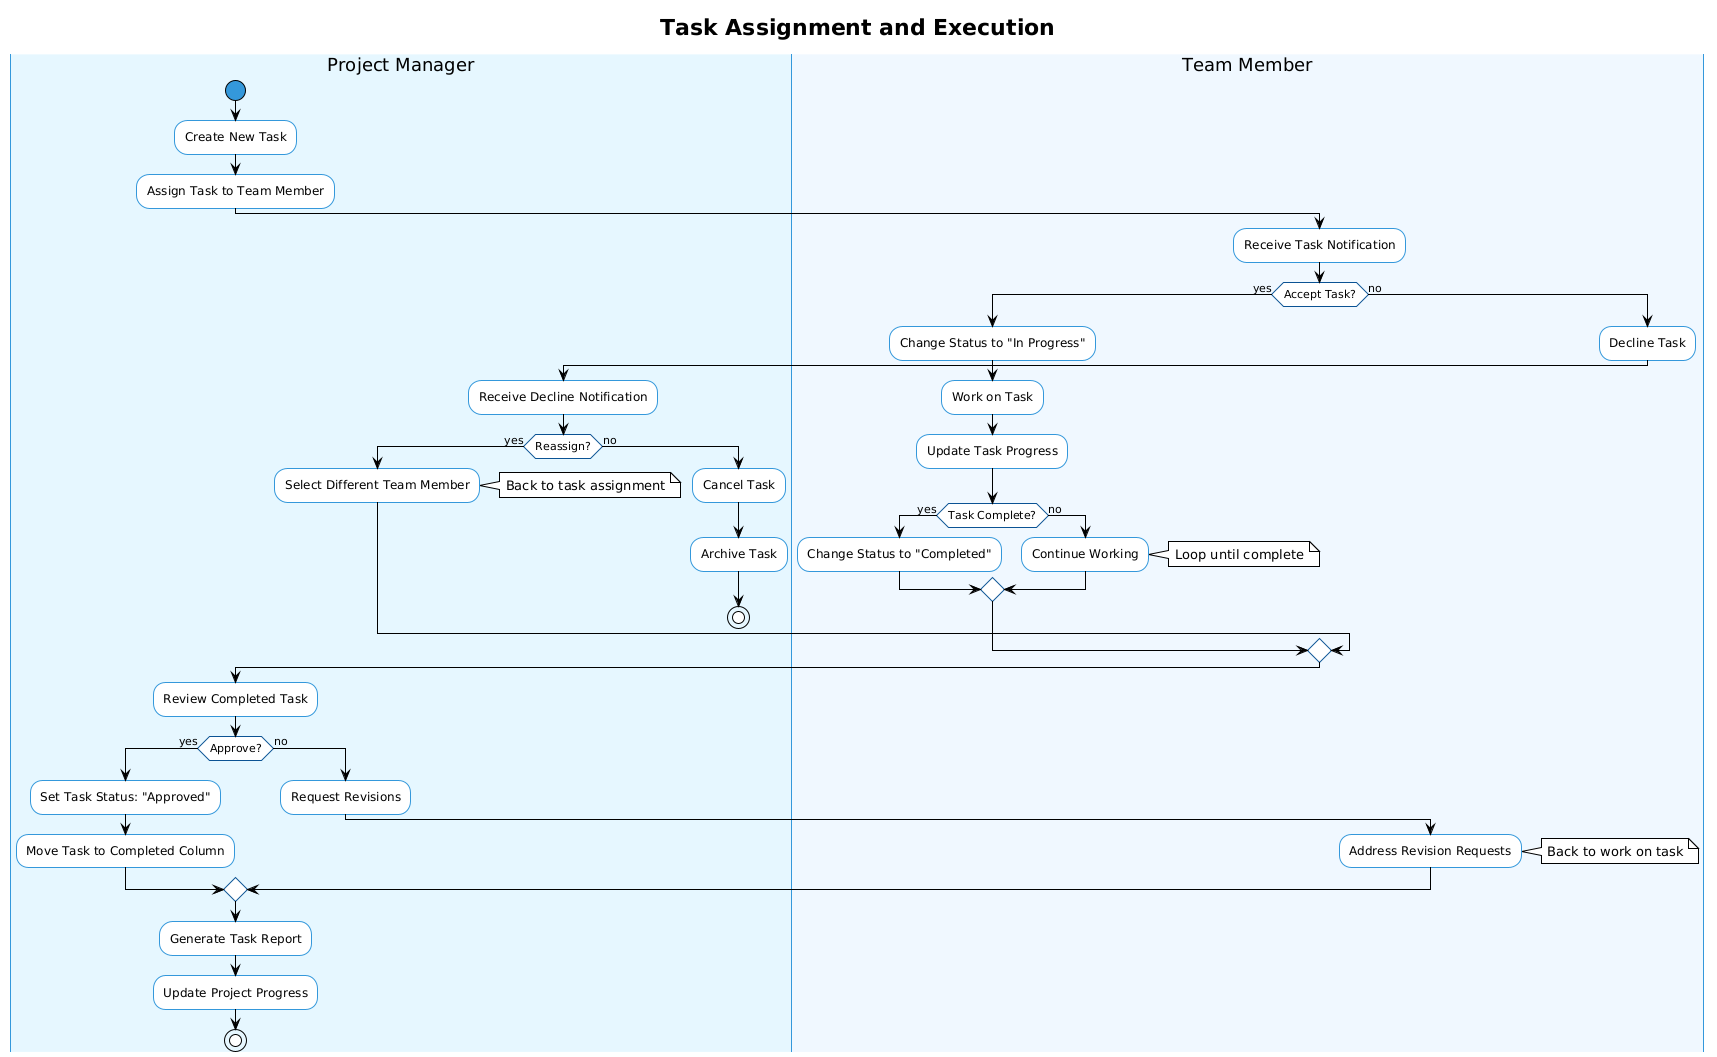 Task Assignment and Execution
Project Manager
Team Member
Create New Task
Assign Task to Team Member
Receive Task Notification
yes
Accept Task?
no
Change Status to "In Progress"
Decline Task
Receive Decline Notification
Work on Task
yes
Reassign?
no
Update Task Progress
Select Different Team Member
Back to task assignment
Cancel Task
yes
Task Complete?
no
Archive Task
Change Status to "Completed"
Continue Working
Loop until complete
Review Completed Task
yes
Approve?
no
Set Task Status: "Approved"
Request Revisions
Move Task to Completed Column
Address Revision Requests
Back to work on task
Generate Task Report
Update Project Progress